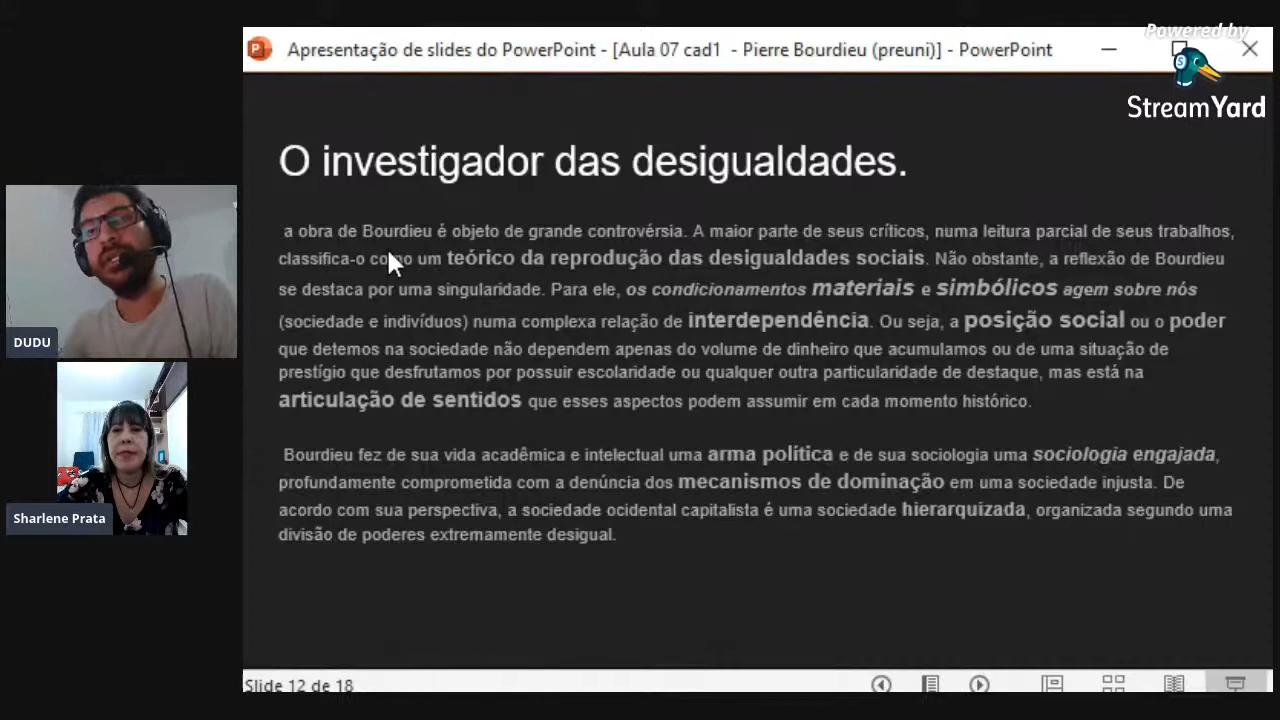 Apresentação de slides do PowerPoint - [Aula 07 cad1 - Pierre Bourdieu (preuni)] - PowerPoint
Powered by
StreamYard
O investigador das desigualdades.
a obra de Bourdieu é objeto de grande controvérsia. A maior parte de seus críticos, numa leitura parcial de seus trabalhos,
classifica-o como um teórico da reprodução das desigualdades sociais. Não obstante, a reflexão de Bourdieu
se destaca por uma singularidade. Para ele, os condicionamentos materiais e simbólicos agem sobre nós
(sociedade e indivíduos) numa complexa relação de interdependência. Ou seja, a posição social ou o poder
que detemos na sociedade não dependem apenas do volume de dinheiro que acumulamos ou de uma situação de
prestígio que desfrutamos por possuir escolaridade ou qualquer outra particularidade de destaque, mas está na
articulação de sentidos que esses aspectos podem assumir em cada momento histórico.
Bourdieu fez de sua vida acadêmica e intelectual uma arma política e de sua sociologia uma sociologia engajada,
profundamente comprometida com a denúncia dos mecanismos de dominação em uma sociedade injusta. De
acordo com sua perspectiva, a sociedade ocidental capitalista é uma sociedade hierarquizada, organizada segundo uma
divisão de poderes extremamente desigual.
DUDU
Sharlene Prata
Slide 12 de 18